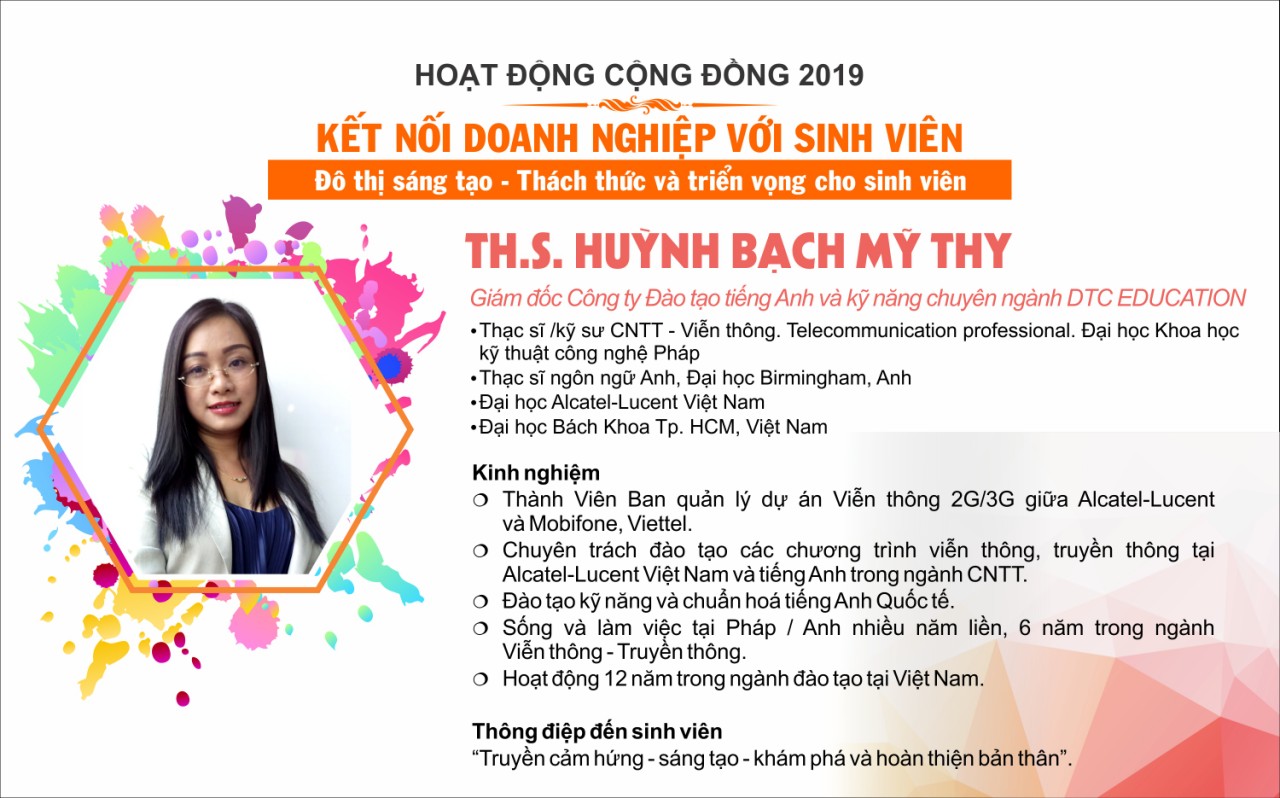 HOẠT ĐỘNG CỘNG ĐỒNG 2019
KẾT NỐI DOANH NGHIỆP VỚI SINH VIÊN
Đô thị sáng tạo - Thách thức và triển vọng cho sinh viên
TH.S. HUỲNH BẠCH MỸ THY
Giám đốc Công ty Đào tạo tiếng Anh và kỹ năng chuyên ngành DTC EDUCATION
•Thạc sĩ /kỹ sư CNTT - Viễn thông. Telecommunication professional. Đại học Khoa học
kỹ thuật công nghệ Pháp
•Thạc sĩ ngôn ngữ Anh, Đại học Birmingham, Anh
•Đại học Alcatel-Lucent Việt Nam
•Đại học Bách Khoa Tp. HCM, Việt Nam
Kinh nghiệm
❍ Thành Viên Ban quản lý dự án Viễn thông 2G/3G giữa Alcatel-Lucent
và Mobifone, Viettel.
❍ Chuyên trách đào tạo các chương trình viễn thông, truyền thông tại
Alcatel-Lucent Việt Nam và tiếng Anh trong ngành CNTT.
❍ Đào tạo kỹ năng và chuẩn hoá tiếng Anh Quốc tế.
❍ Sống và làm việc tại Pháp / Anh nhiều năm liền, 6 năm trong ngành
Viễn thông - Truyền thông.
❍ Hoạt động 12 năm trong ngành đào tạo tại Việt Nam.
Thông điệp đến sinh viên
“Truyền cảm hứng - sáng tạo - khám phá và hoàn thiện bản thân”.